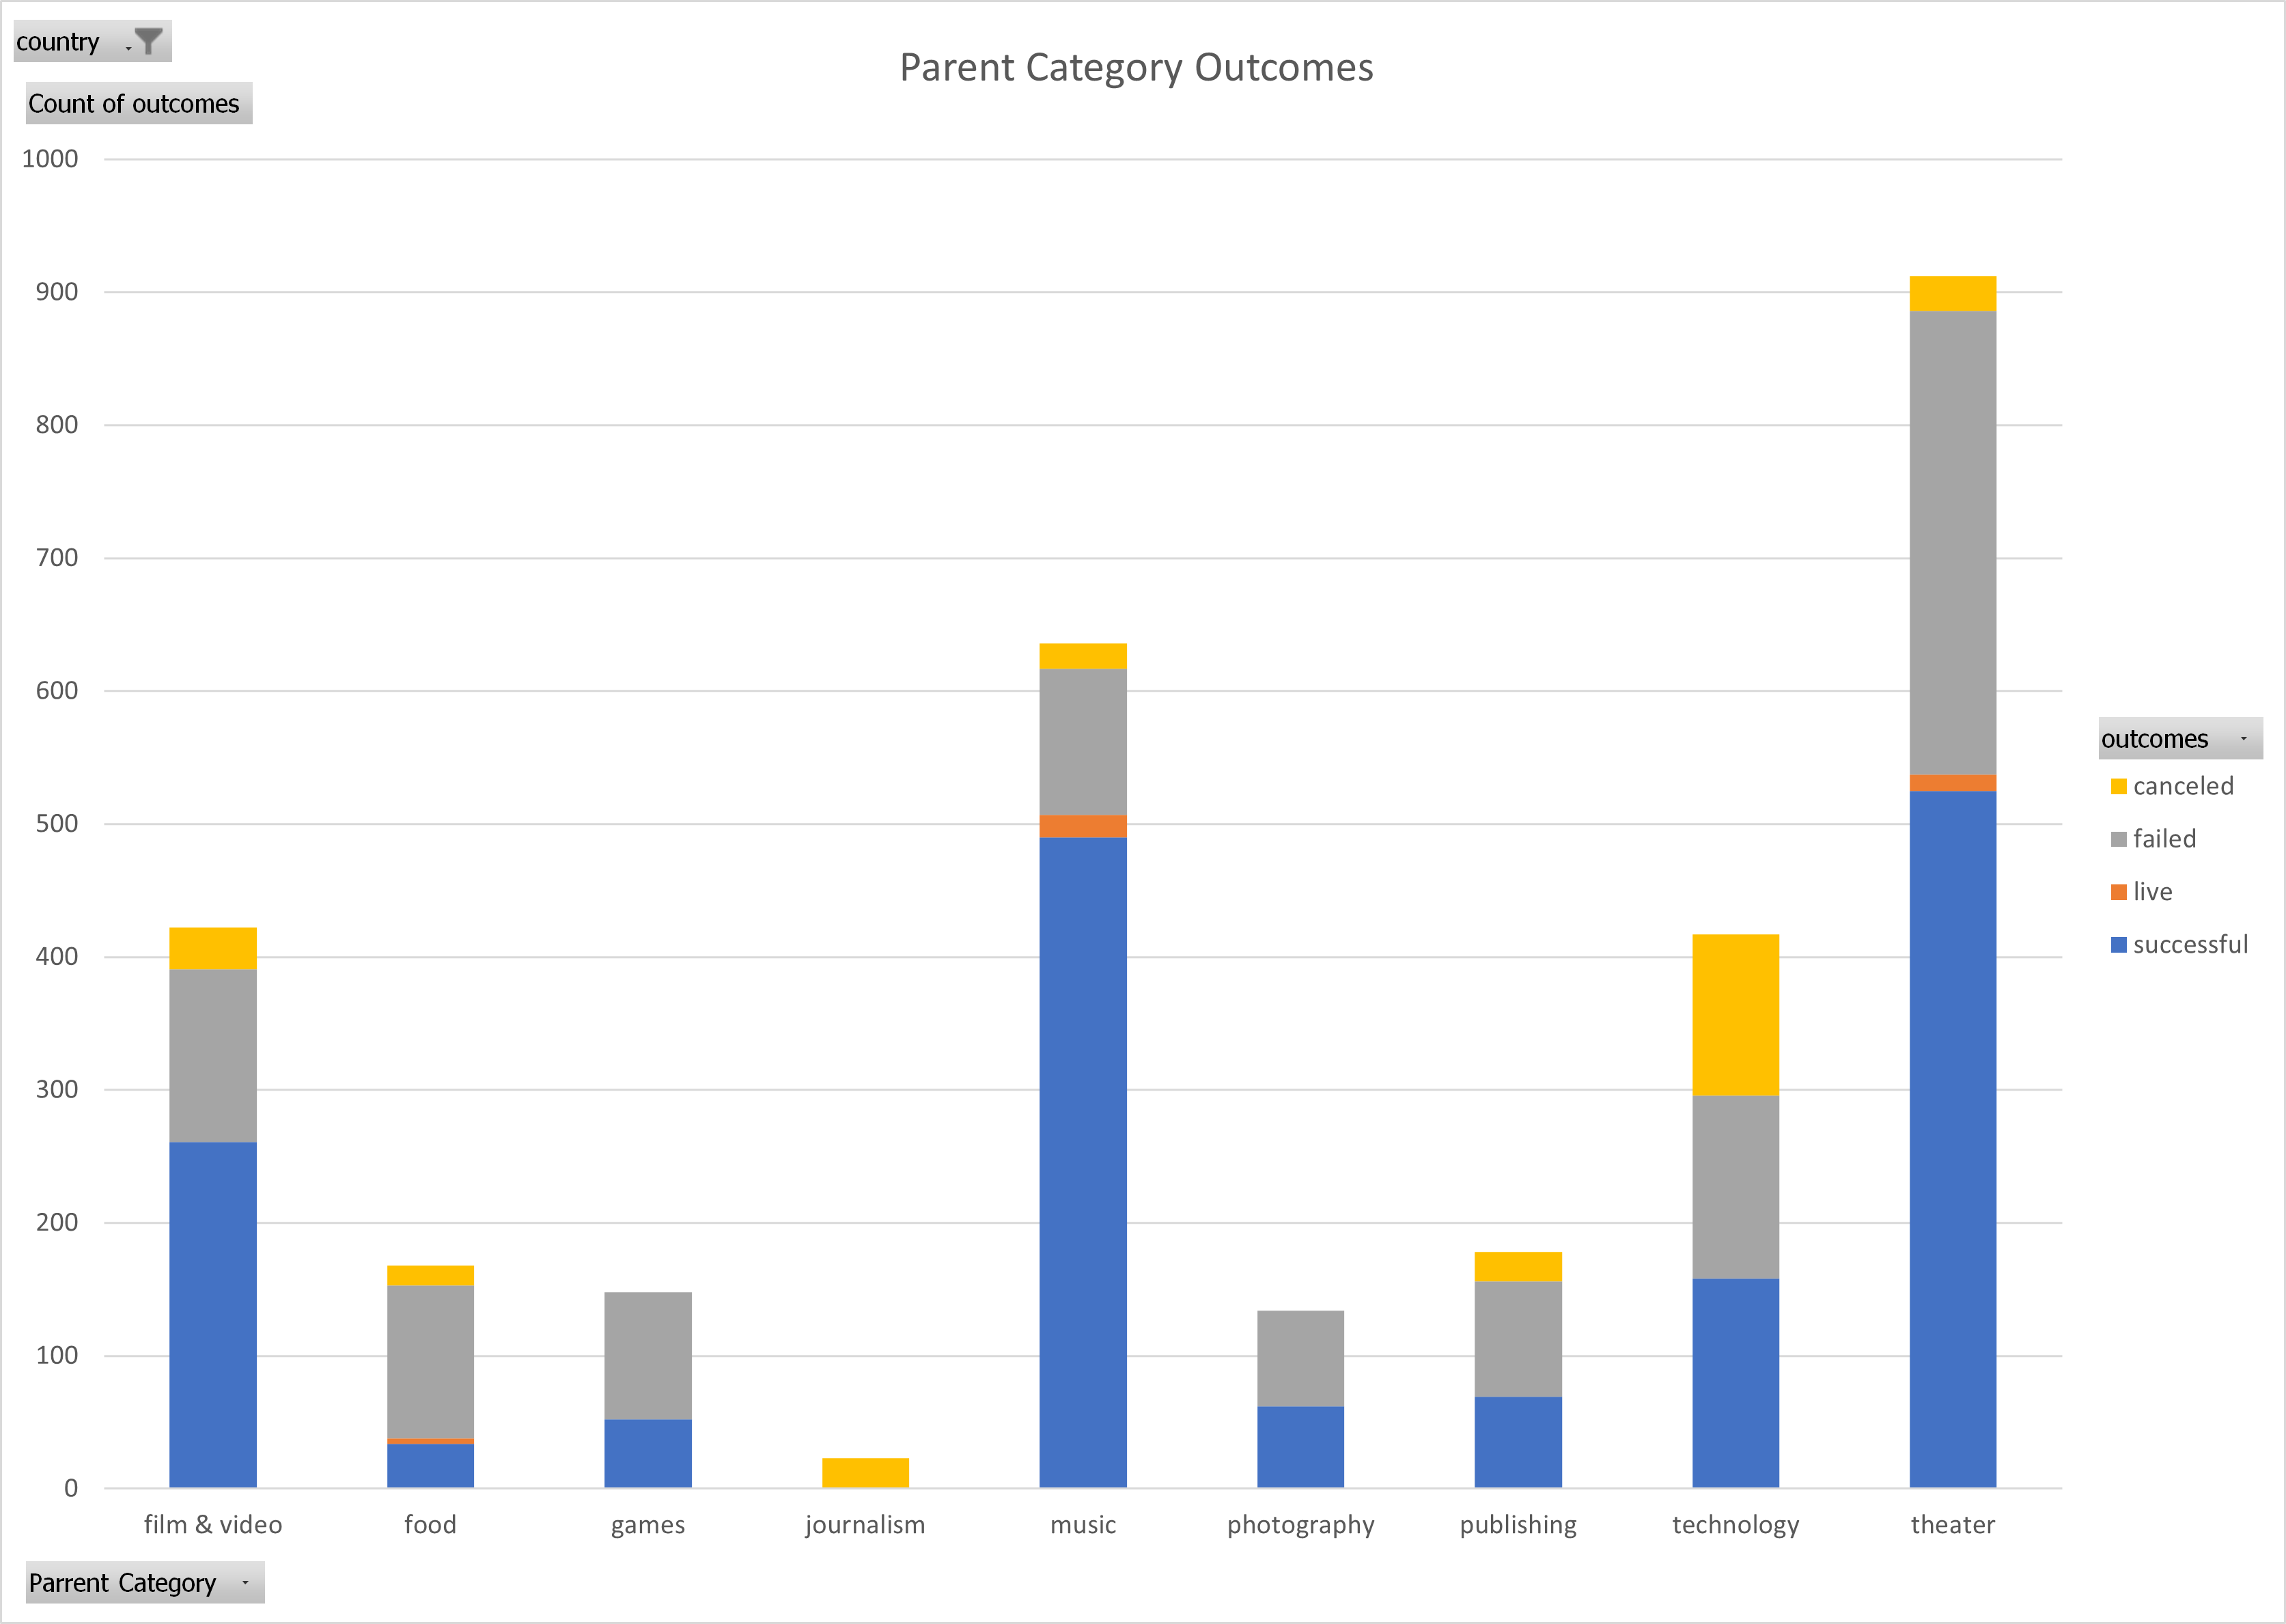 country
Parent Category Outcomes
Count of outcomes
1000
900
800
700
600
500
400
300
200
100
0
film & video food games journalism music photography publishing technology theater
outcomes
canceled
failed
live
successful
Parrent Category